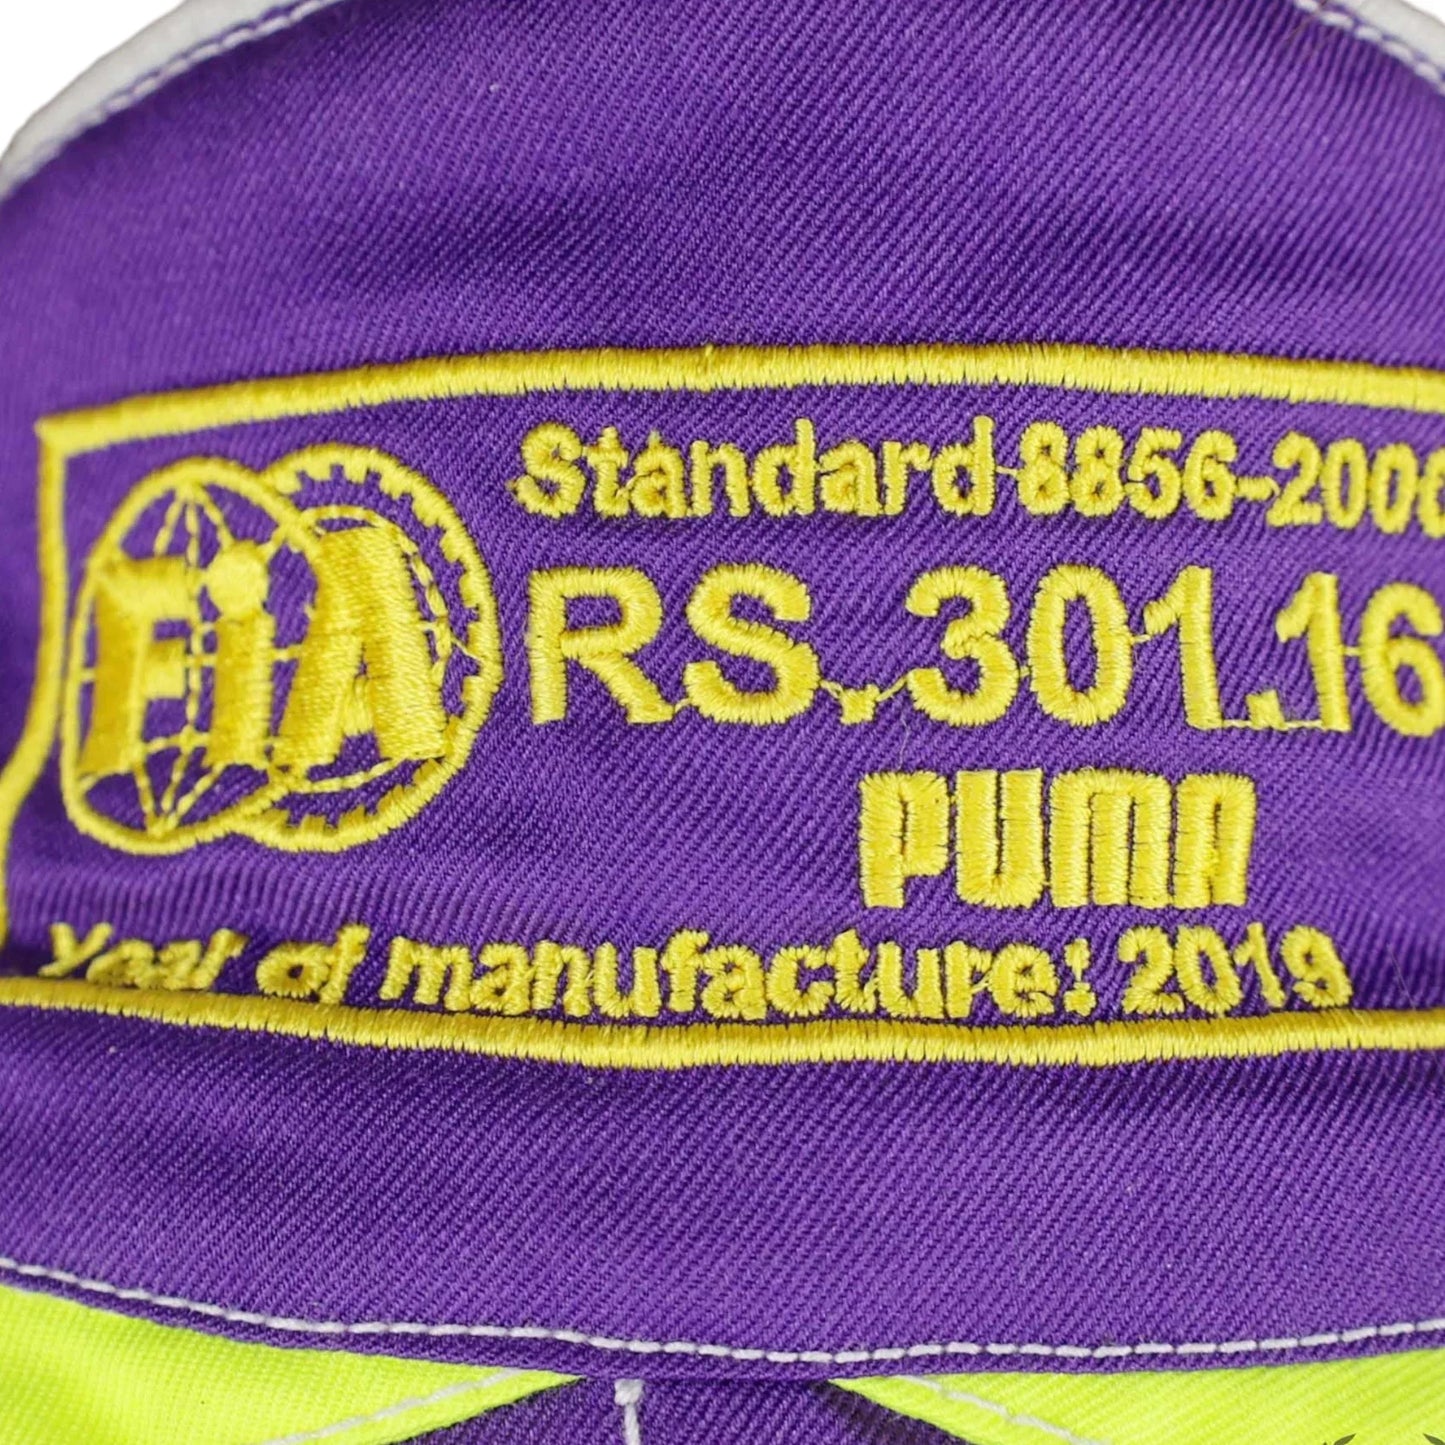 FiA
Standard 8856-2000
RS.301.16
PUMA
Year of manufacture: 2019